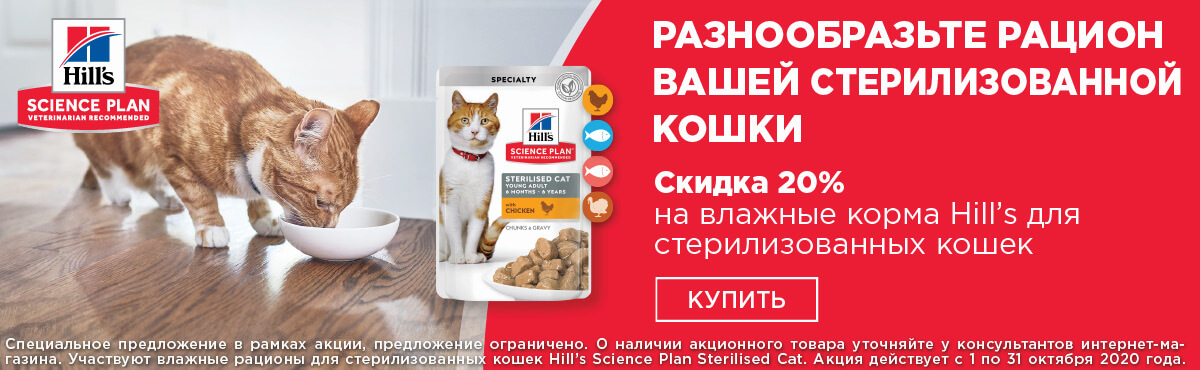 Hill's
SCIENCE PLAN
VETERINARIAN RECOMMENDED
SPECIALTY
Hill's
SCIENCE PLAN
VETERINARIAN RECOMMENDED
STERILISED CAT
YOUNG ADULT
6 MONTHS - 6 YEARS
with
CHICKEN
CHUNKS & GRAVY
РАЗНООБРАЗЬТЕ РАЦИОН
ВАШЕЙ СТЕРИЛИЗОВАННОЙ
КОШКИ
Скидка 20%
на влажные корма Hill's для
стерилизованных кошек
КУПИТЬ
Специальное предложение в рамках акции, предложение ограничено. О наличии акционного товара уточняйте у консультантов интернет-ма-
газина. Участвуют влажные рационы для стерилизованных кошек Hill's Science Plan Sterilised Cat. Акция действует с 1 по 31 октября 2020 года.